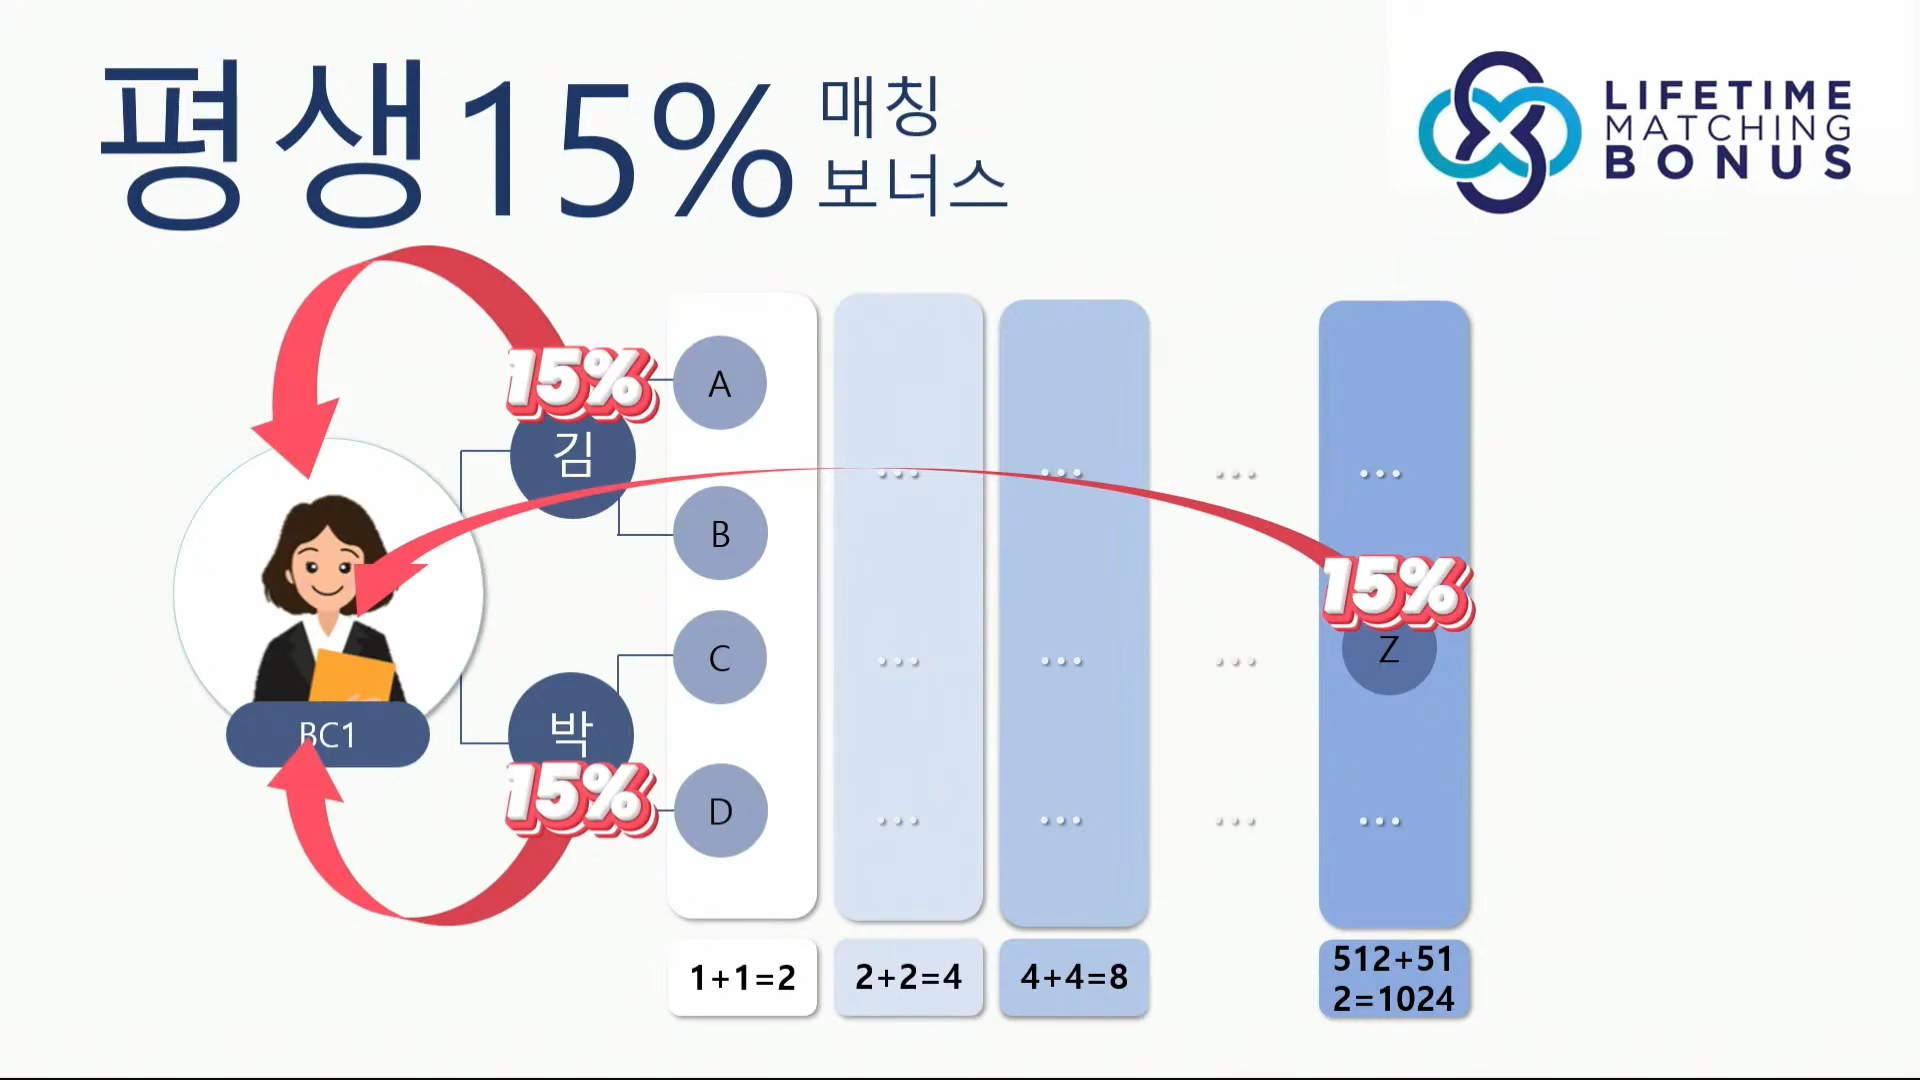 평생15% 매칭
보너스
LIFETIME
MATCHING
BONUS
15%
A
김
B
15%
Z
C
박
BC1
15%
D
... ... ... ...
... ... ...
... ... ... ...
1+1=2
2+2=4
4+4=8
512+51
2=1024